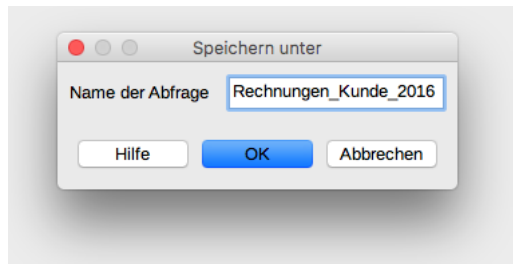 Speichern unter
Name der Abfrage Rechnungen_Kunde_2016
Hilfe OK Abbrechen